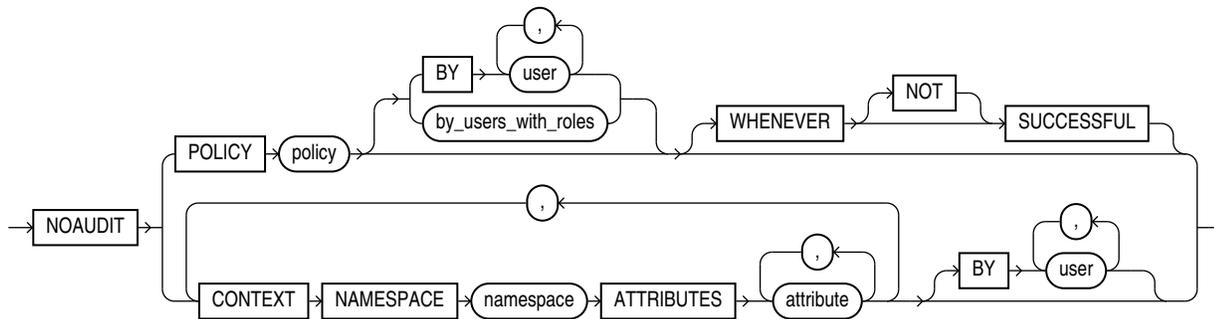 ,
BY user
NOT
by_users_with_roles WHENEVER SUCCESSFUL
POLICY policy
,
NOAUDIT ,
, BY user
CONTEXT NAMESPACE namespace ATTRIBUTES attribute